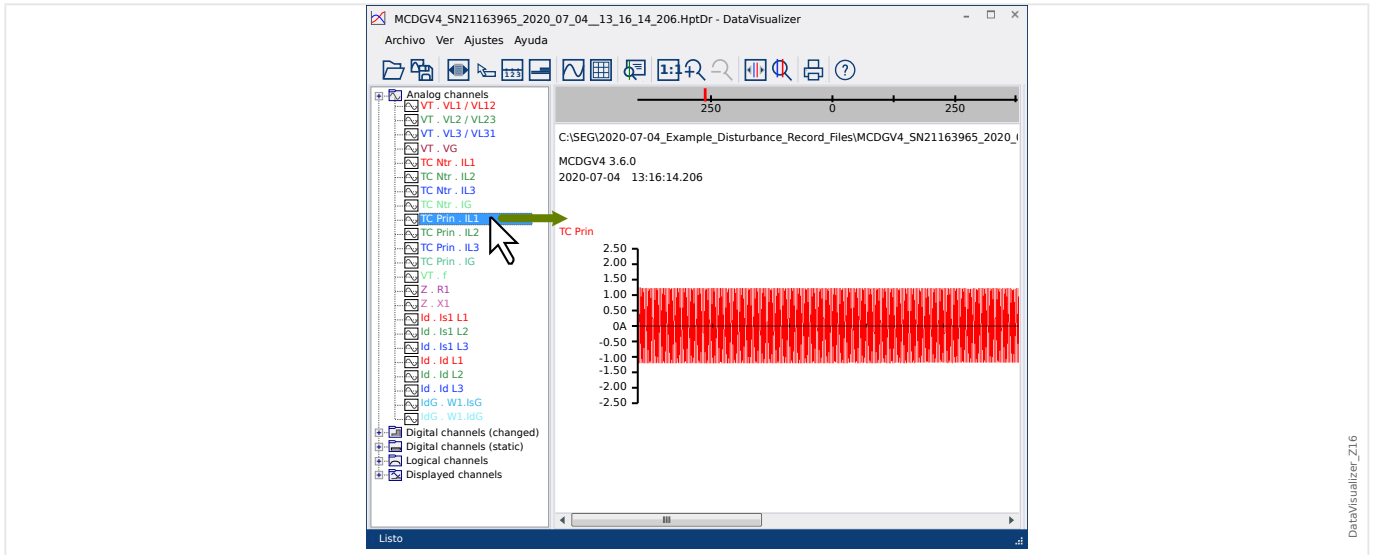 MCDGV4_SN21163965_2020_07_04__13_16_14_206.HptDr - DataVisualizer
Archivo Ver Ajustes Ayuda
1 2 3
1:1
?
Analog channels
VT . VL1 / VL12
VT . VL2 / VL23
VT . VL3 / VL31
VT . VG
TC Ntr . IL1
TC Ntr . IL2
TC Ntr . IL3
TC Ntr . IG
TC Prin . IL1
TC Prin . IL2
TC Prin . IL3
TC Prin . IG
VT . f
Z . R1
Z . X1
Id . Is1 L1
Id . Is1 L2
Id . Is1 L3
Id . Id L1
Id . Id L2
Id . Id L3
IdG . W1.IsG
IdG . W1.IdG
Digital channels (changed)
Digital channels (static)
Logical channels
Displayed channels
250 0 250
C:\SEG\2020-07-04_Example_Disturbance_Record_Files\MCDGV4_SN21163965_2020_
MCDGV4 3.6.0
2020-07-04 13:16:14.206
TC Prin
2.50
2.00
1.50
1.00
0.50
0A
-0.50
-1.00
-1.50
-2.00
-2.50
Listo
DataVisualizer_Z16